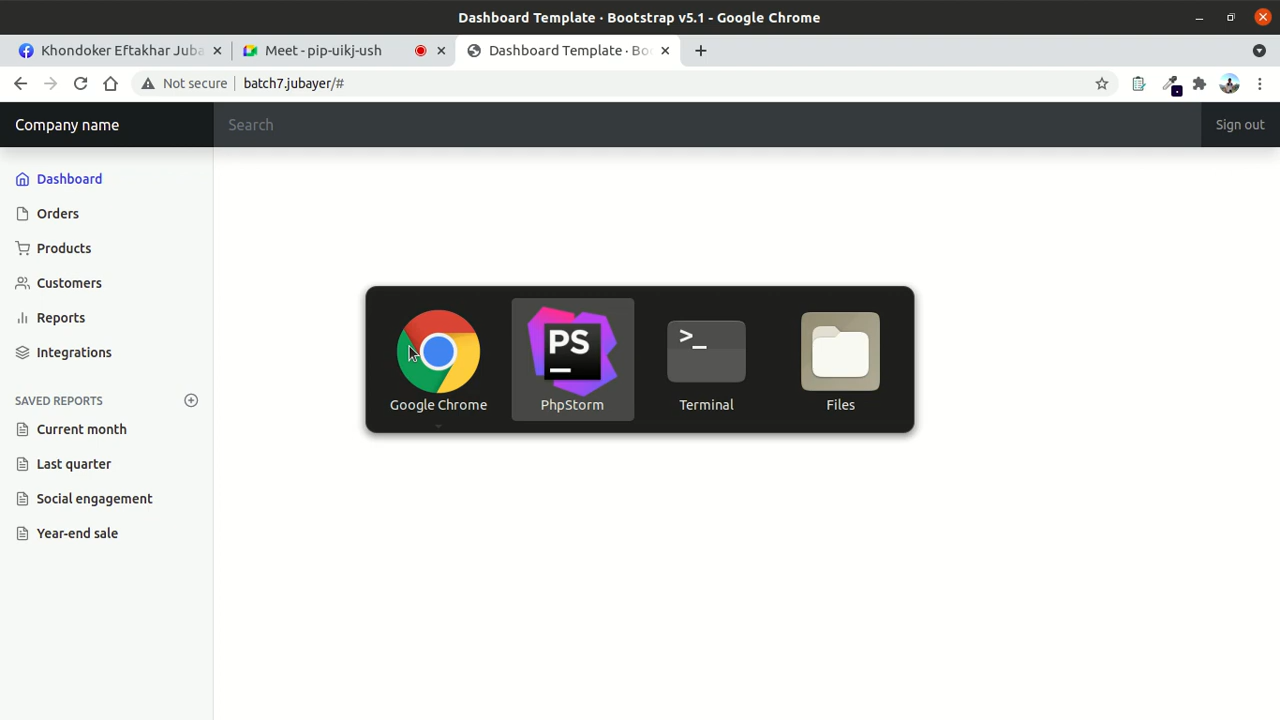 Dashboard Template · Bootstrap v5.1 - Google Chrome
Khondoker Eftakhar Juba
Meet - pip-uikj-ush
Dashboard Template · Bo
Not secure
batch7.jubayer/#
Company name
Search
Sign out
Dashboard
Orders
Products
Customers
Reports
Integrations
SAVED REPORTS
Current month
Last quarter
Social engagement
Year-end sale
PS
>_
Google Chrome
PhpStorm
Terminal
Files